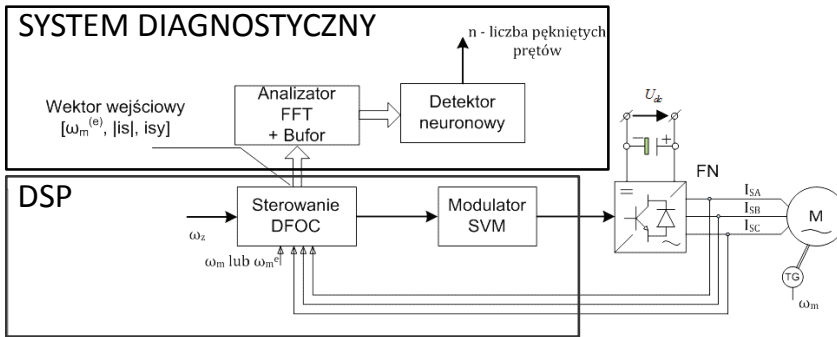 SYSTEM DIAGNOSTYCZNY
n - liczba pękniętych
prętów
Wektor wejściowy
[ωm(e), |is|, isy]
Analizator
FFT
+ Bufor
Detektor
neuronowy
Udc
− +
DSP
FN
Sterowanie
DFOC
Modulator
SVM
=
~
ISA
ISB
ISC
M
~
ωz
ωm lub ωm e
TG
ωm